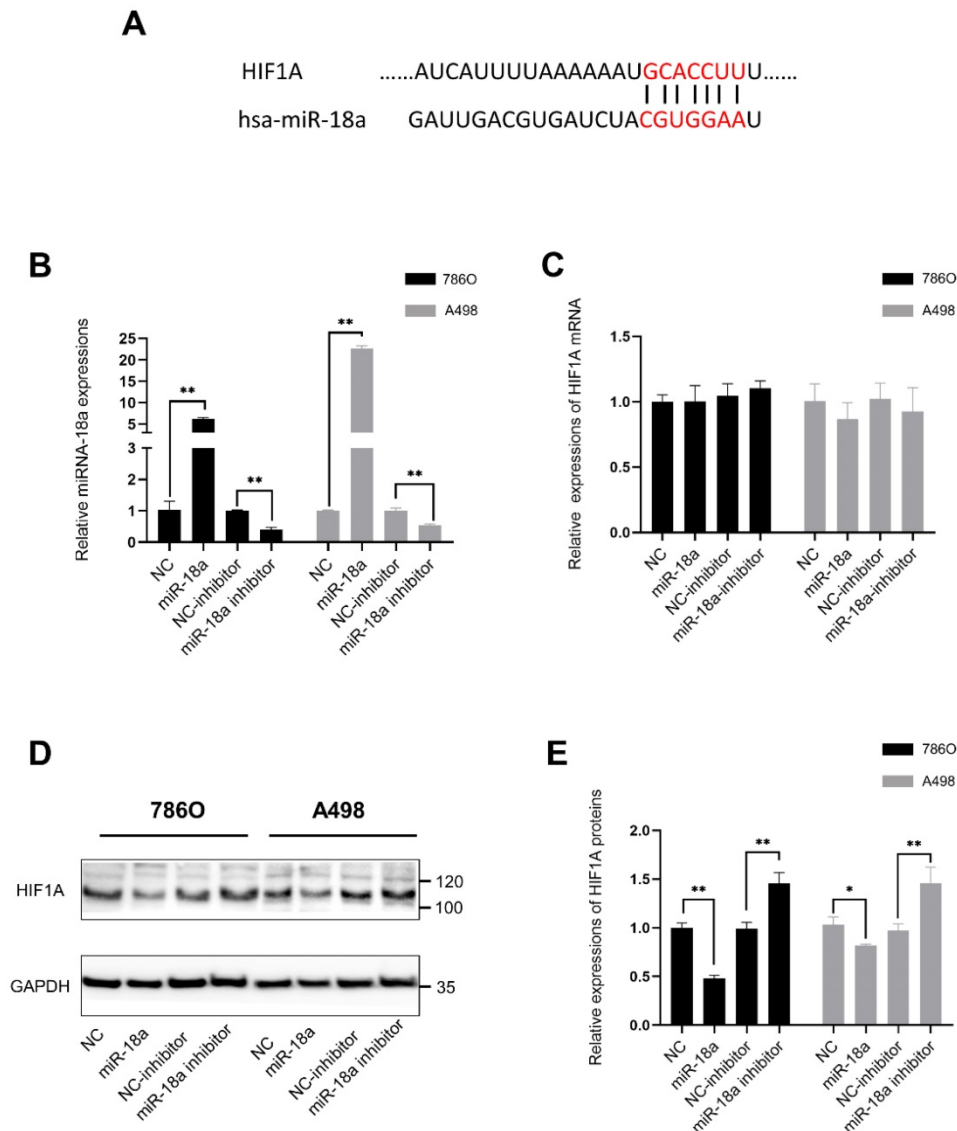 A
HIF1A ......AUCAUUUUAAAAAAUGCACCUUU......
hsa-miR-18a GAUUGACGUGAUCUACGUGGAAU
B
786O
A498
Relative miRNA-18a expressions
25
20
15
10
5
3
2
1
0
**
**
**
**
NC
miR-18a
NC-inhibitor
miR-18a inhibitor
NC
miR-18a
NC-inhibitor
miR-18a inhibitor
C
786O
A498
Relative expressions of HIF1A mRNA
1.5
1.0
0.5
0.0
NC
miR-18a
NC-inhibitor
miR-18a-inhibitor
NC
miR-18a
NC-inhibitor
miR-18a-inhibitor
D
786O A498
HIF1A
120
100
GAPDH
35
NC
miR-18a
NC-inhibitor
miR-18a inhibitor
NC
miR-18a
NC-inhibitor
miR-18a inhibitor
E
786O
A498
Relative expressions of HIF1A proteins
2.0
1.5
1.0
0.5
0.0
**
**
*
**
NC
miR-18a
NC-inhibitor
miR-18a inhibitor
NC
miR-18a
NC-inhibitor
miR-18a inhibitor